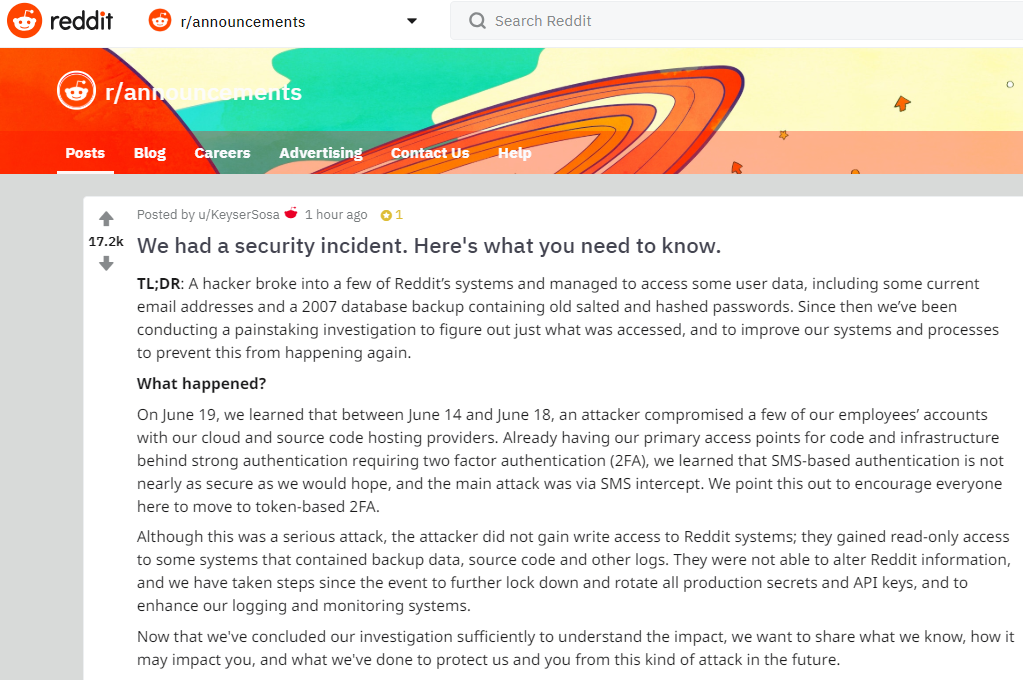 reddit
r/announcements
Search Reddit
r/announcements
Posts Blog Careers Advertising Contact Us Help
Posted by u/KeyserSosa 1 hour ago 1
17.2k
We had a security incident. Here's what you need to know.
TL;DR: A hacker broke into a few of Reddit’s systems and managed to access some user data, including some current
email addresses and a 2007 database backup containing old salted and hashed passwords. Since then we’ve been
conducting a painstaking investigation to figure out just what was accessed, and to improve our systems and processes
to prevent this from happening again.
What happened?
On June 19, we learned that between June 14 and June 18, an attacker compromised a few of our employees’ accounts
with our cloud and source code hosting providers. Already having our primary access points for code and infrastructure
behind strong authentication requiring two factor authentication (2FA), we learned that SMS-based authentication is not
nearly as secure as we would hope, and the main attack was via SMS intercept. We point this out to encourage everyone
here to move to token-based 2FA.
Although this was a serious attack, the attacker did not gain write access to Reddit systems; they gained read-only access
to some systems that contained backup data, source code and other logs. They were not able to alter Reddit information,
and we have taken steps since the event to further lock down and rotate all production secrets and API keys, and to
enhance our logging and monitoring systems.
Now that we've concluded our investigation sufficiently to understand the impact, we want to share what we know, how it
may impact you, and what we've done to protect us and you from this kind of attack in the future.